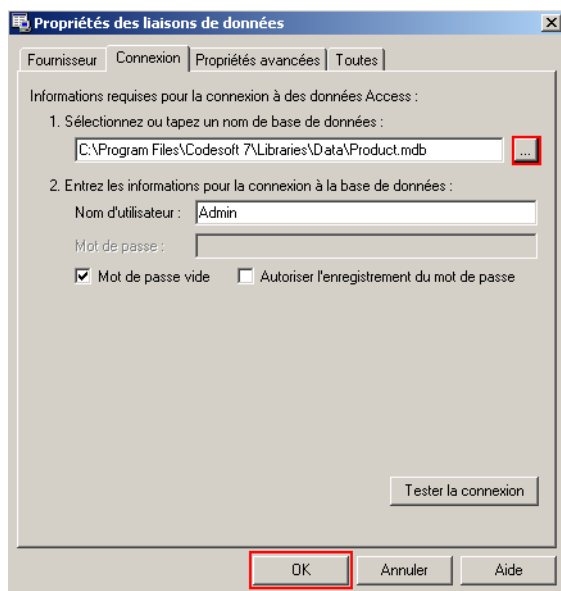 Propriétés des liaisons de données
Fournisseur Connexion Propriétés avancées Toutes
Informations requises pour la connexion à des données Access :
1. Sélectionnez ou tapez un nom de base de données :
C:\Program Files\Codesoft 7\Libraries\Data\Product.mdb ...
2. Entrez les informations pour la connexion à la base de données :
Nom d'utilisateur : Admin
Mot de passe :
Mot de passe vide Autoriser l'enregistrement du mot de passe
Tester la connexion
OK Annuler Aide